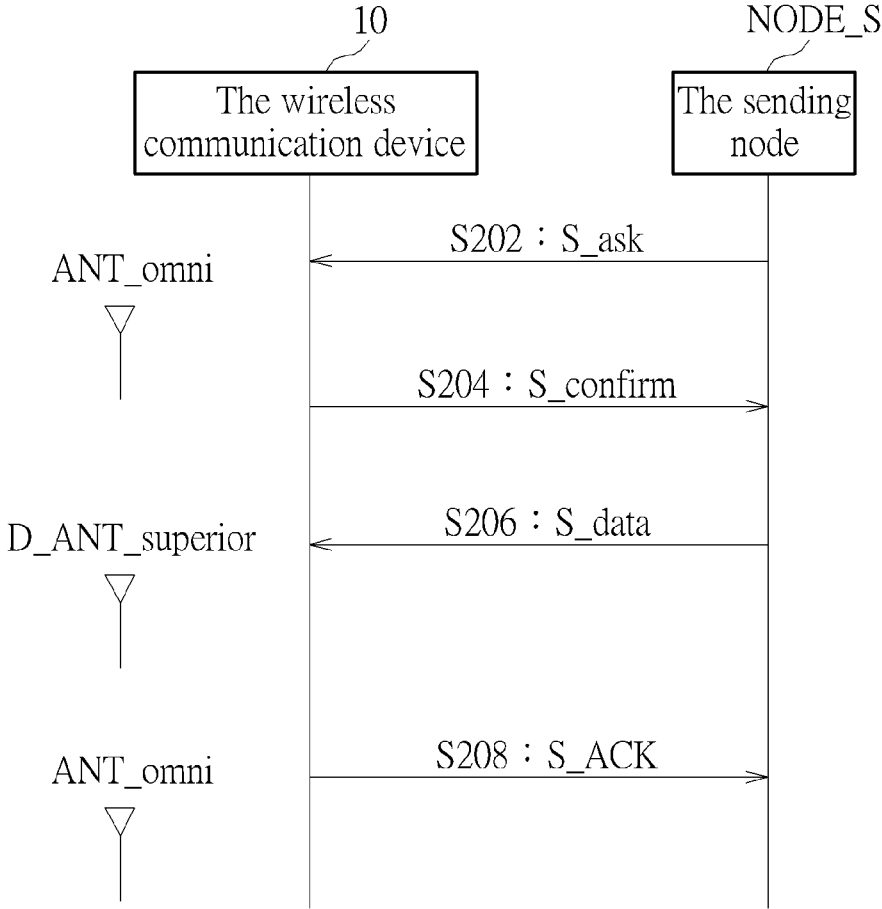 10
NODE_S
The wireless
communication device
The sending
node
S202：S_ask
ANT_omni
S204：S_confirm
S206：S_data
D_ANT_superior
S208：S_ACK
ANT_omni